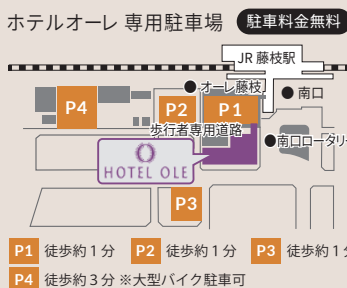 ホテルオーレ 専用駐車場 駐車料金無料
JR 藤枝駅
オーレ藤枝
南口
P4 P2 P1
歩行者専用道路
南口ロータリー
HOTEL OLE
P3
P1 徒歩約1分 P2 徒歩約1分 P3 徒歩約1分
P4 徒歩約3分 ※大型バイク駐車可